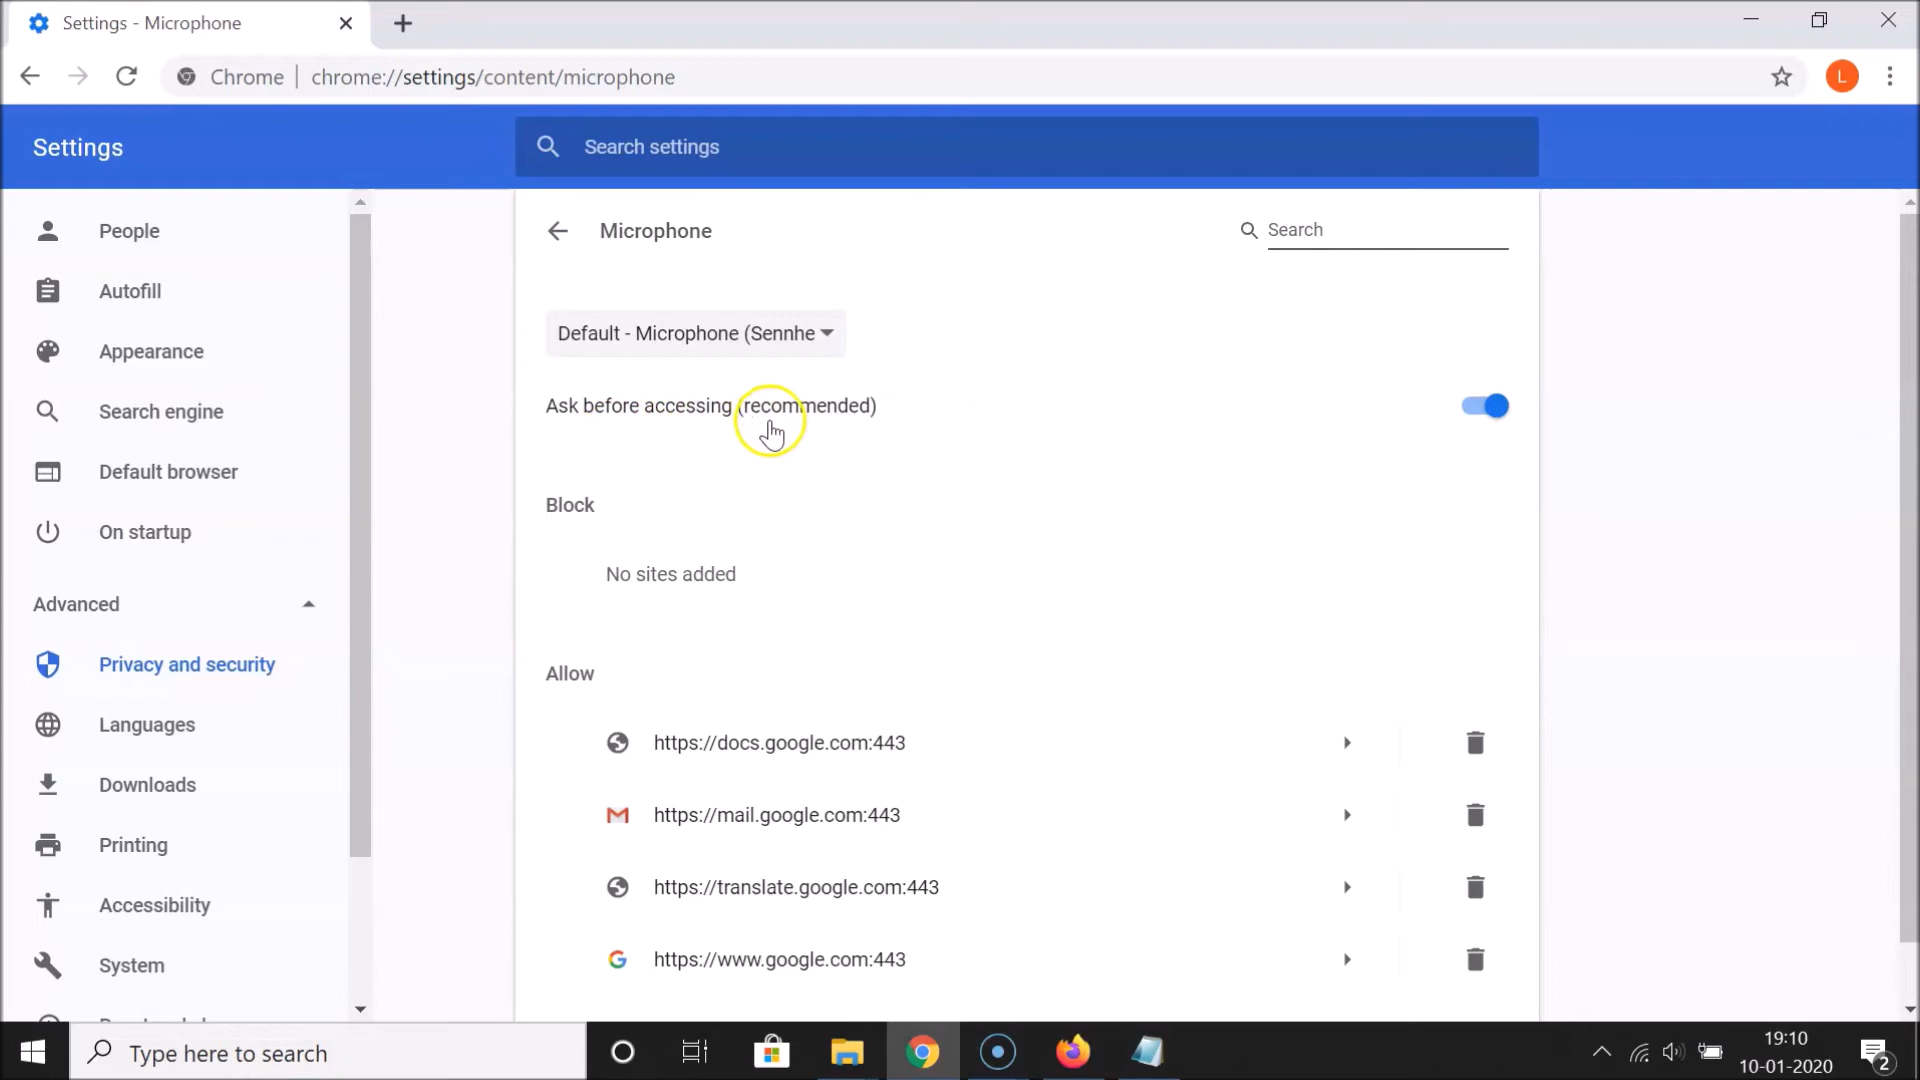 Settings - Microphone
Chrome | chrome://settings/content/microphone
L
Settings
Search settings
People
Autofill
Appearance
Search engine
Default browser
On startup
Advanced
Privacy and security
Languages
Downloads
Printing
Accessibility
System
Microphone
Search
Default - Microphone (Sennhe
Ask before accessing (recommended)
Block
No sites added
Allow
https://docs.google.com:443
https://mail.google.com:443
https://translate.google.com:443
https://www.google.com:443
Type here to search
19:10
10-01-2020
2